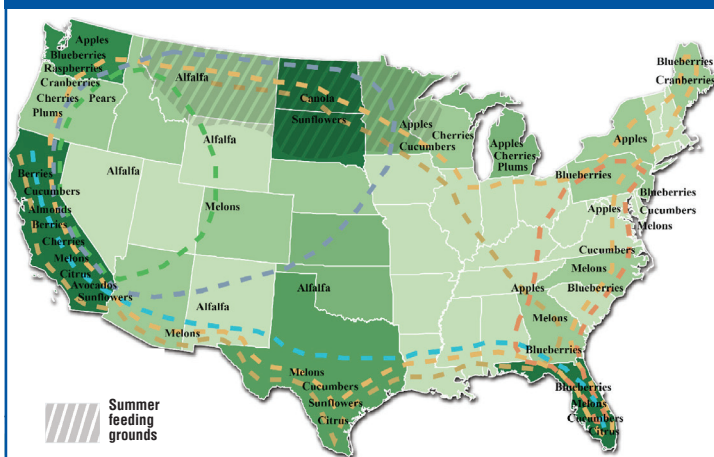 Apples
Blueberries
Raspberries
Cranberries
Cherries Pears
Plums
Alfalfa
Canola
Sunflowers
Apples
Cherries
Cucumbers
Apples
Cherries
Plums
Blueberries
Cranberries
Apples
Blueberries
Blueberries
Apples
Cucumbers
Melons
Cucumbers
Melons
Blueberries
Apples
Melons
Blueberries
Blueberries
Melons
Cucumbers
Citrus
Alfalfa
Alfalfa
Melons
Berries
Cucumbers
Almonds
Berries
Cherries
Melons
Citrus
Avocados
Sunflowers
Alfalfa
Melons
Alfalfa
Melons
Cucumbers
Sunflowers
Citrus
Summer
feeding
grounds